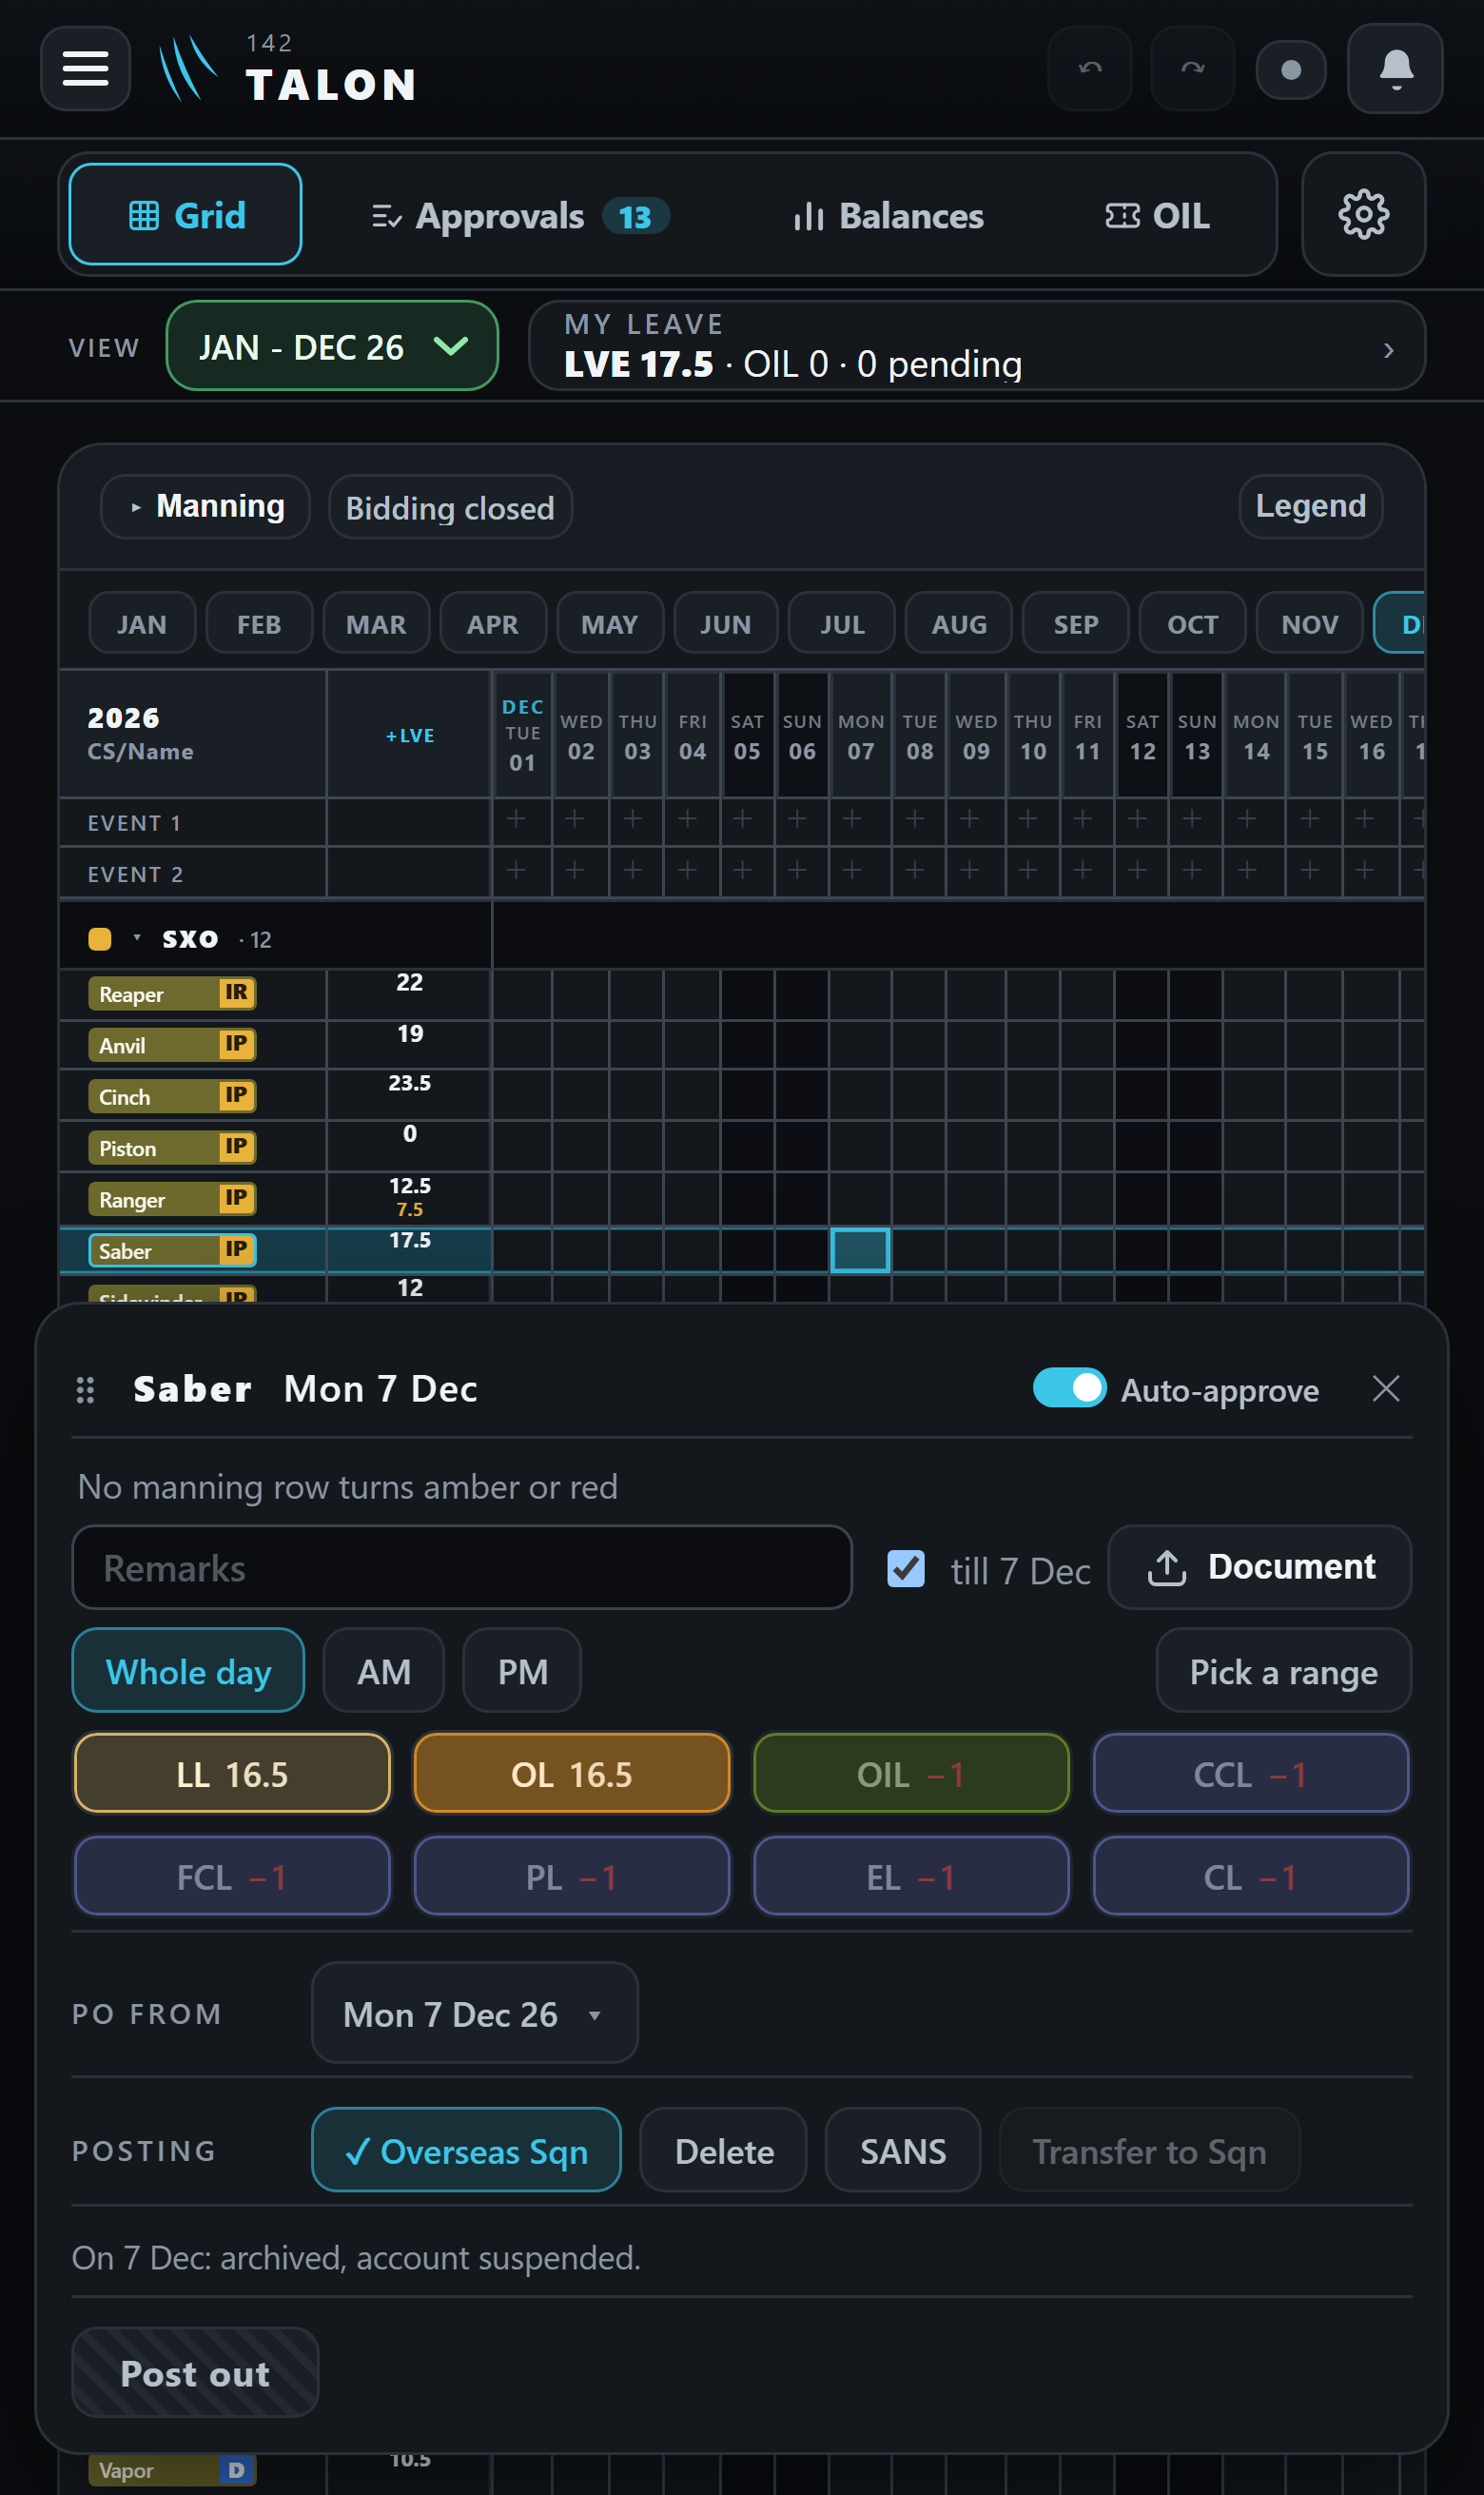 142
TALON
Grid
Approvals 13
Balances
OIL
VIEW
JAN - DEC 26
MY LEAVE
LVE 17.5 · OIL 0 · 0 pending
Manning
Bidding closed
Legend
JAN FEB MAR APR MAY JUN JUL AUG SEP OCT NOV
2026
CS/Name
+LVE
DEC
TUE WED THU FRI SAT SUN MON TUE WED THU FRI SAT SUN MON TUE WED
01 02 03 04 05 06 07 08 09 10 11 12 13 14 15 16
EVENT 1
EVENT 2
SXO · 12
Reaper IR 22
Anvil IP 19
Cinch IP 23.5
Piston IP 0
Ranger IP 12.5
7.5
Saber IP 17.5
Sidewinder IP 12
Saber Mon 7 Dec
Auto-approve
No manning row turns amber or red
Remarks
till 7 Dec
Document
Whole day AM PM
Pick a range
LL 16.5 OL 16.5 OIL −1 CCL −1
FCL −1 PL −1 EL −1 CL −1
PO FROM Mon 7 Dec 26
POSTING ✓ Overseas Sqn Delete SANS Transfer to Sqn
On 7 Dec: archived, account suspended.
Post out
Vapor D 10.5